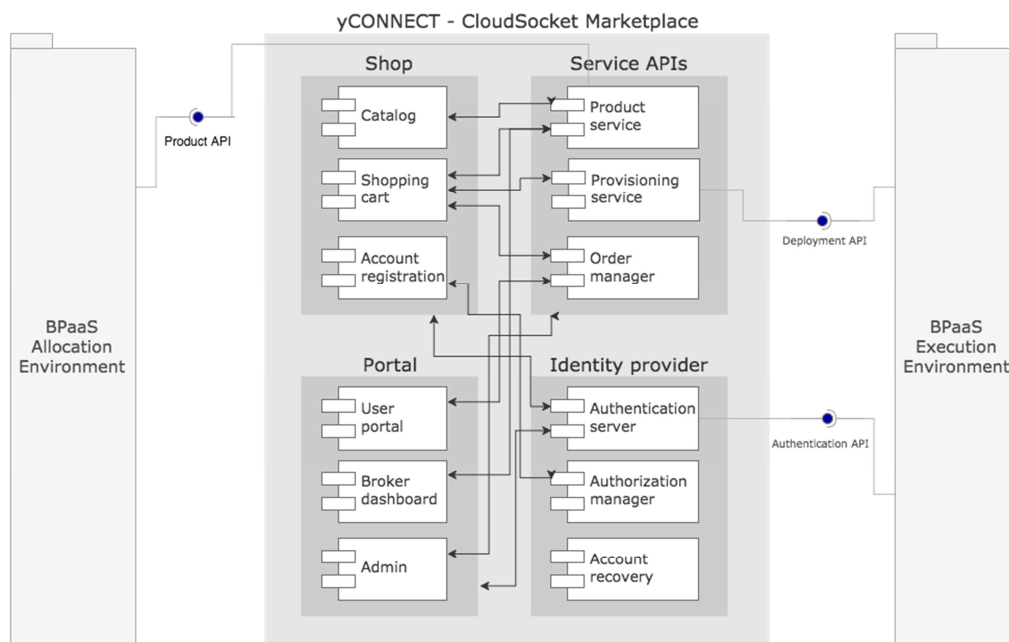 yCONNECT - CloudSocket Marketplace
Shop
Service APIs
Catalog
Product
service
Product API
Shopping
cart
Provisioning
service
Deployment API
Account
registration
Order
manager
BPaaS
Allocation
Environment
BPaaS
Execution
Environment
Portal
Identity provider
User
portal
Authentication
server
Authentication API
Broker
dashboard
Authorization
manager
Admin
Account
recovery